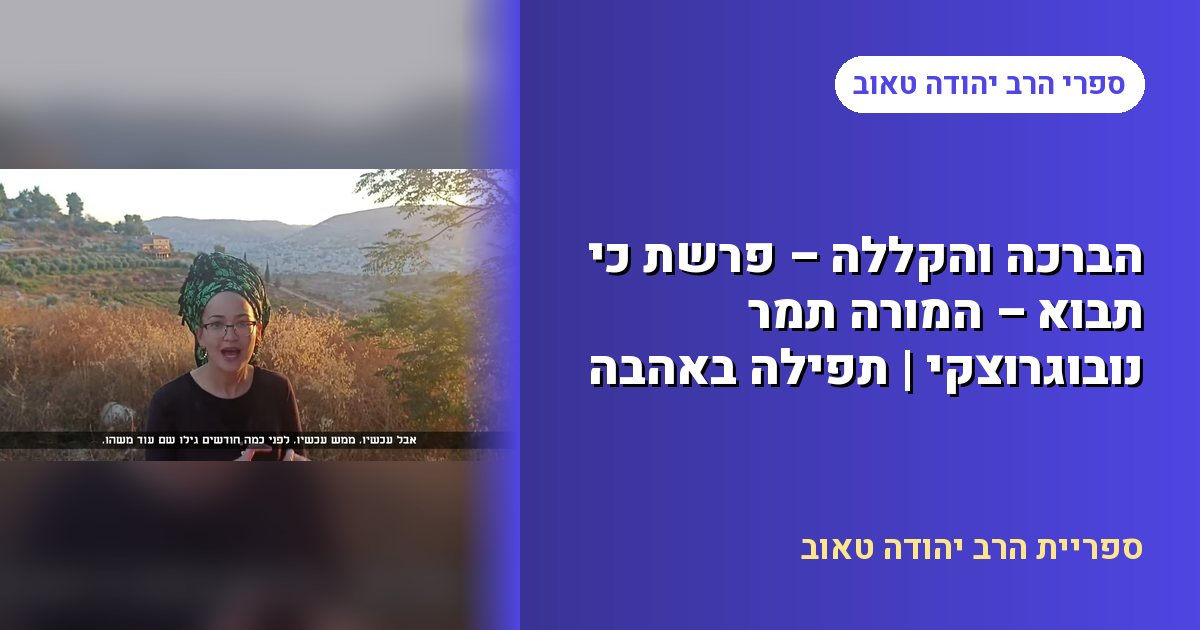 ספרי הרב יהודה טאוב
הברכה והקללה – פרשת כי
תבוא – המורה תמר
נובוגרוצקי | תפילה באהבה
אבל עכשיו. ממש עכשיו. לפני כמה חודשים גילו שם עוד משהו.
ספריית הרב יהודה טאוב